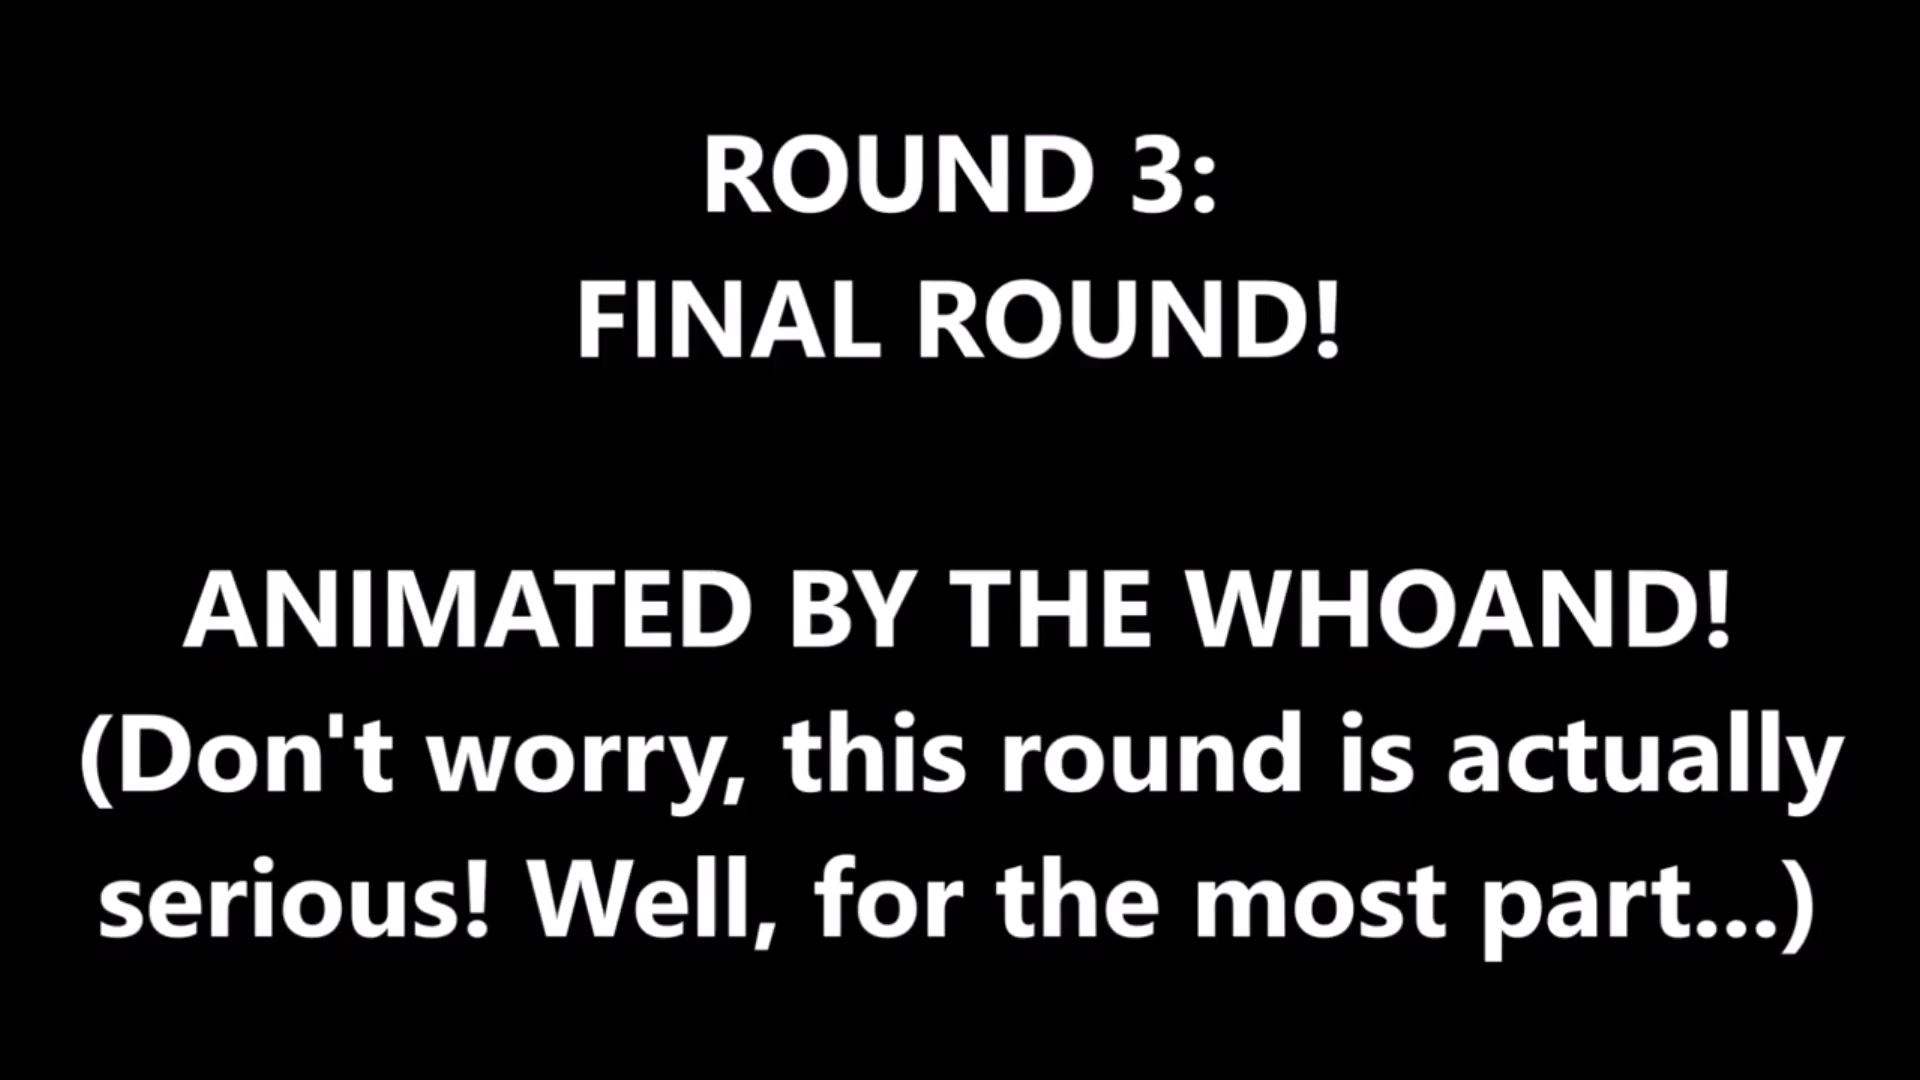 ROUND 3:
FINAL ROUND!
ANIMATED BY THE WHOAND!
(Don't worry, this round is actually
serious! Well, for the most part...)